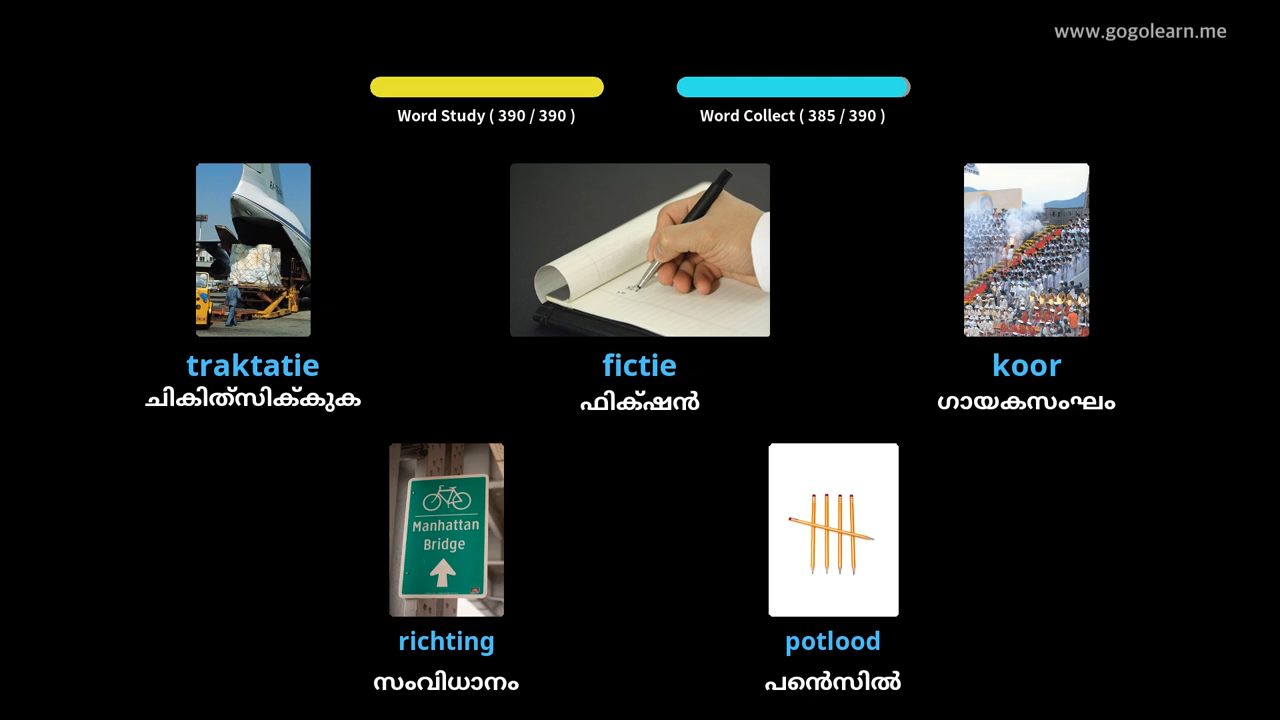 www.gogolearn.me
Word Study ( 390 / 390 )
Word Collect ( 385 / 390 )
traktatie
ചികിത്സിക്കുക
fictie
ഫിക്ഷൻ
koor
ഗായകസംഘം
Manhattan
Bridge
richting
സംവിധാനം
potlood
പെൻസിൽ